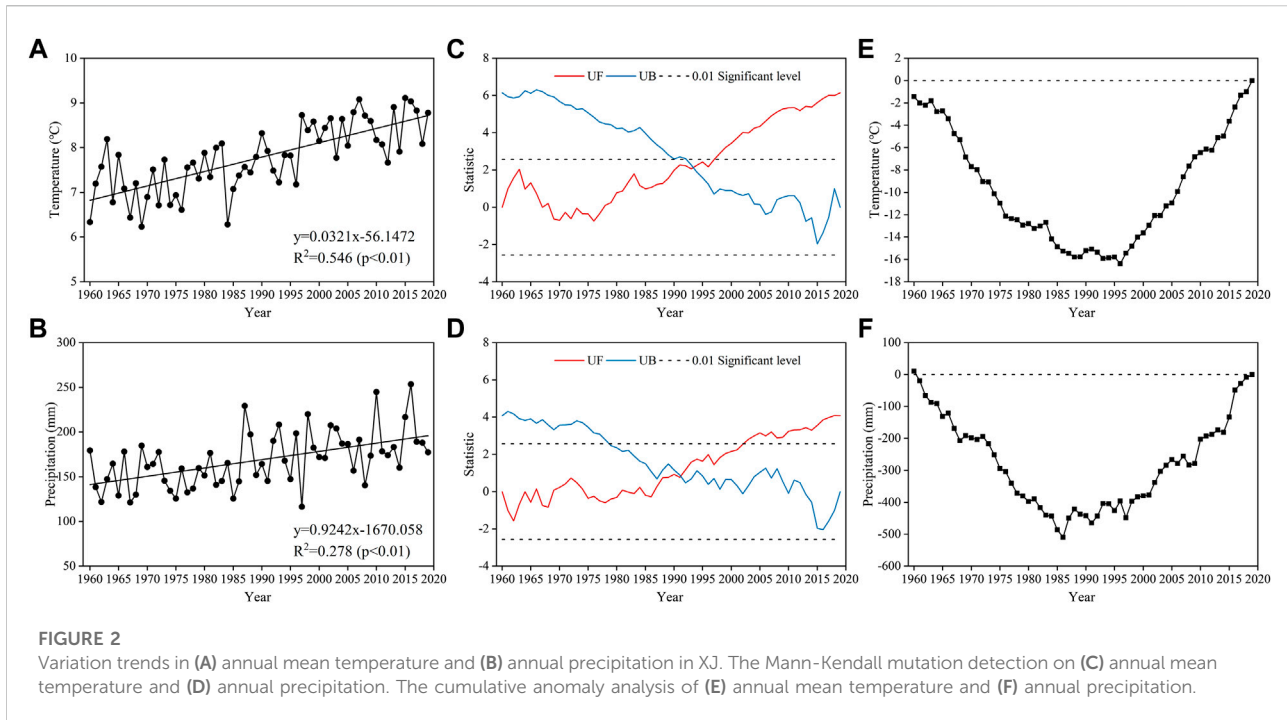 A
Temperature (°C)
10
9
8
7
6
5
y=0.0321x-56.1472
R²=0.546 (p<0.01)
1960 1965 1970 1975 1980 1985 1990 1995 2000 2005 2010 2015 2020
Year
C
Statistic
8
6
4
2
0
-2
-4
UF UB 0.01 Significant level
1960 1965 1970 1975 1980 1985 1990 1995 2000 2005 2010 2015 2020
Year
E
Temperature (°C)
2
0
-2
-4
-6
-8
-10
-12
-14
-16
-18
1960 1965 1970 1975 1980 1985 1990 1995 2000 2005 2010 2015 2020
Year
B
Precipitation (mm)
300
250
200
150
100
50
y=0.9242x-1670.058
R²=0.278 (p<0.01)
1960 1965 1970 1975 1980 1985 1990 1995 2000 2005 2010 2015 2020
Year
D
Statistic
8
6
4
2
0
-2
-4
UF UB 0.01 Significant level
1960 1965 1970 1975 1980 1985 1990 1995 2000 2005 2010 2015 2020
Year
F
Precipitation (mm)
100
0
-100
-200
-300
-400
-500
-600
1960 1965 1970 1975 1980 1985 1990 1995 2000 2005 2010 2015 2020
Year
FIGURE 2
Variation trends in (A) annual mean temperature and (B) annual precipitation in XJ. The Mann-Kendall mutation detection on (C) annual mean
temperature and (D) annual precipitation. The cumulative anomaly analysis of (E) annual mean temperature and (F) annual precipitation.